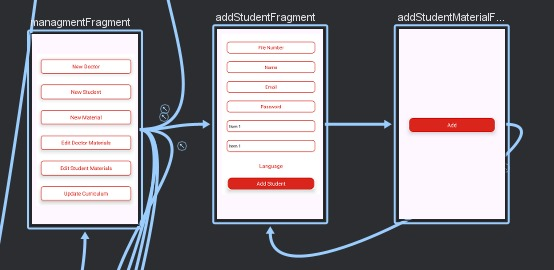 managmentFragment
New Doctor
New Student
New Material
Edit Doctor Materials
Edit Student Materials
Update Curriculum
addStudentFragment
File Number
Name
Email
Password
Item 1
Item 1
Language
Add Student
addStudentMaterialF...
Add